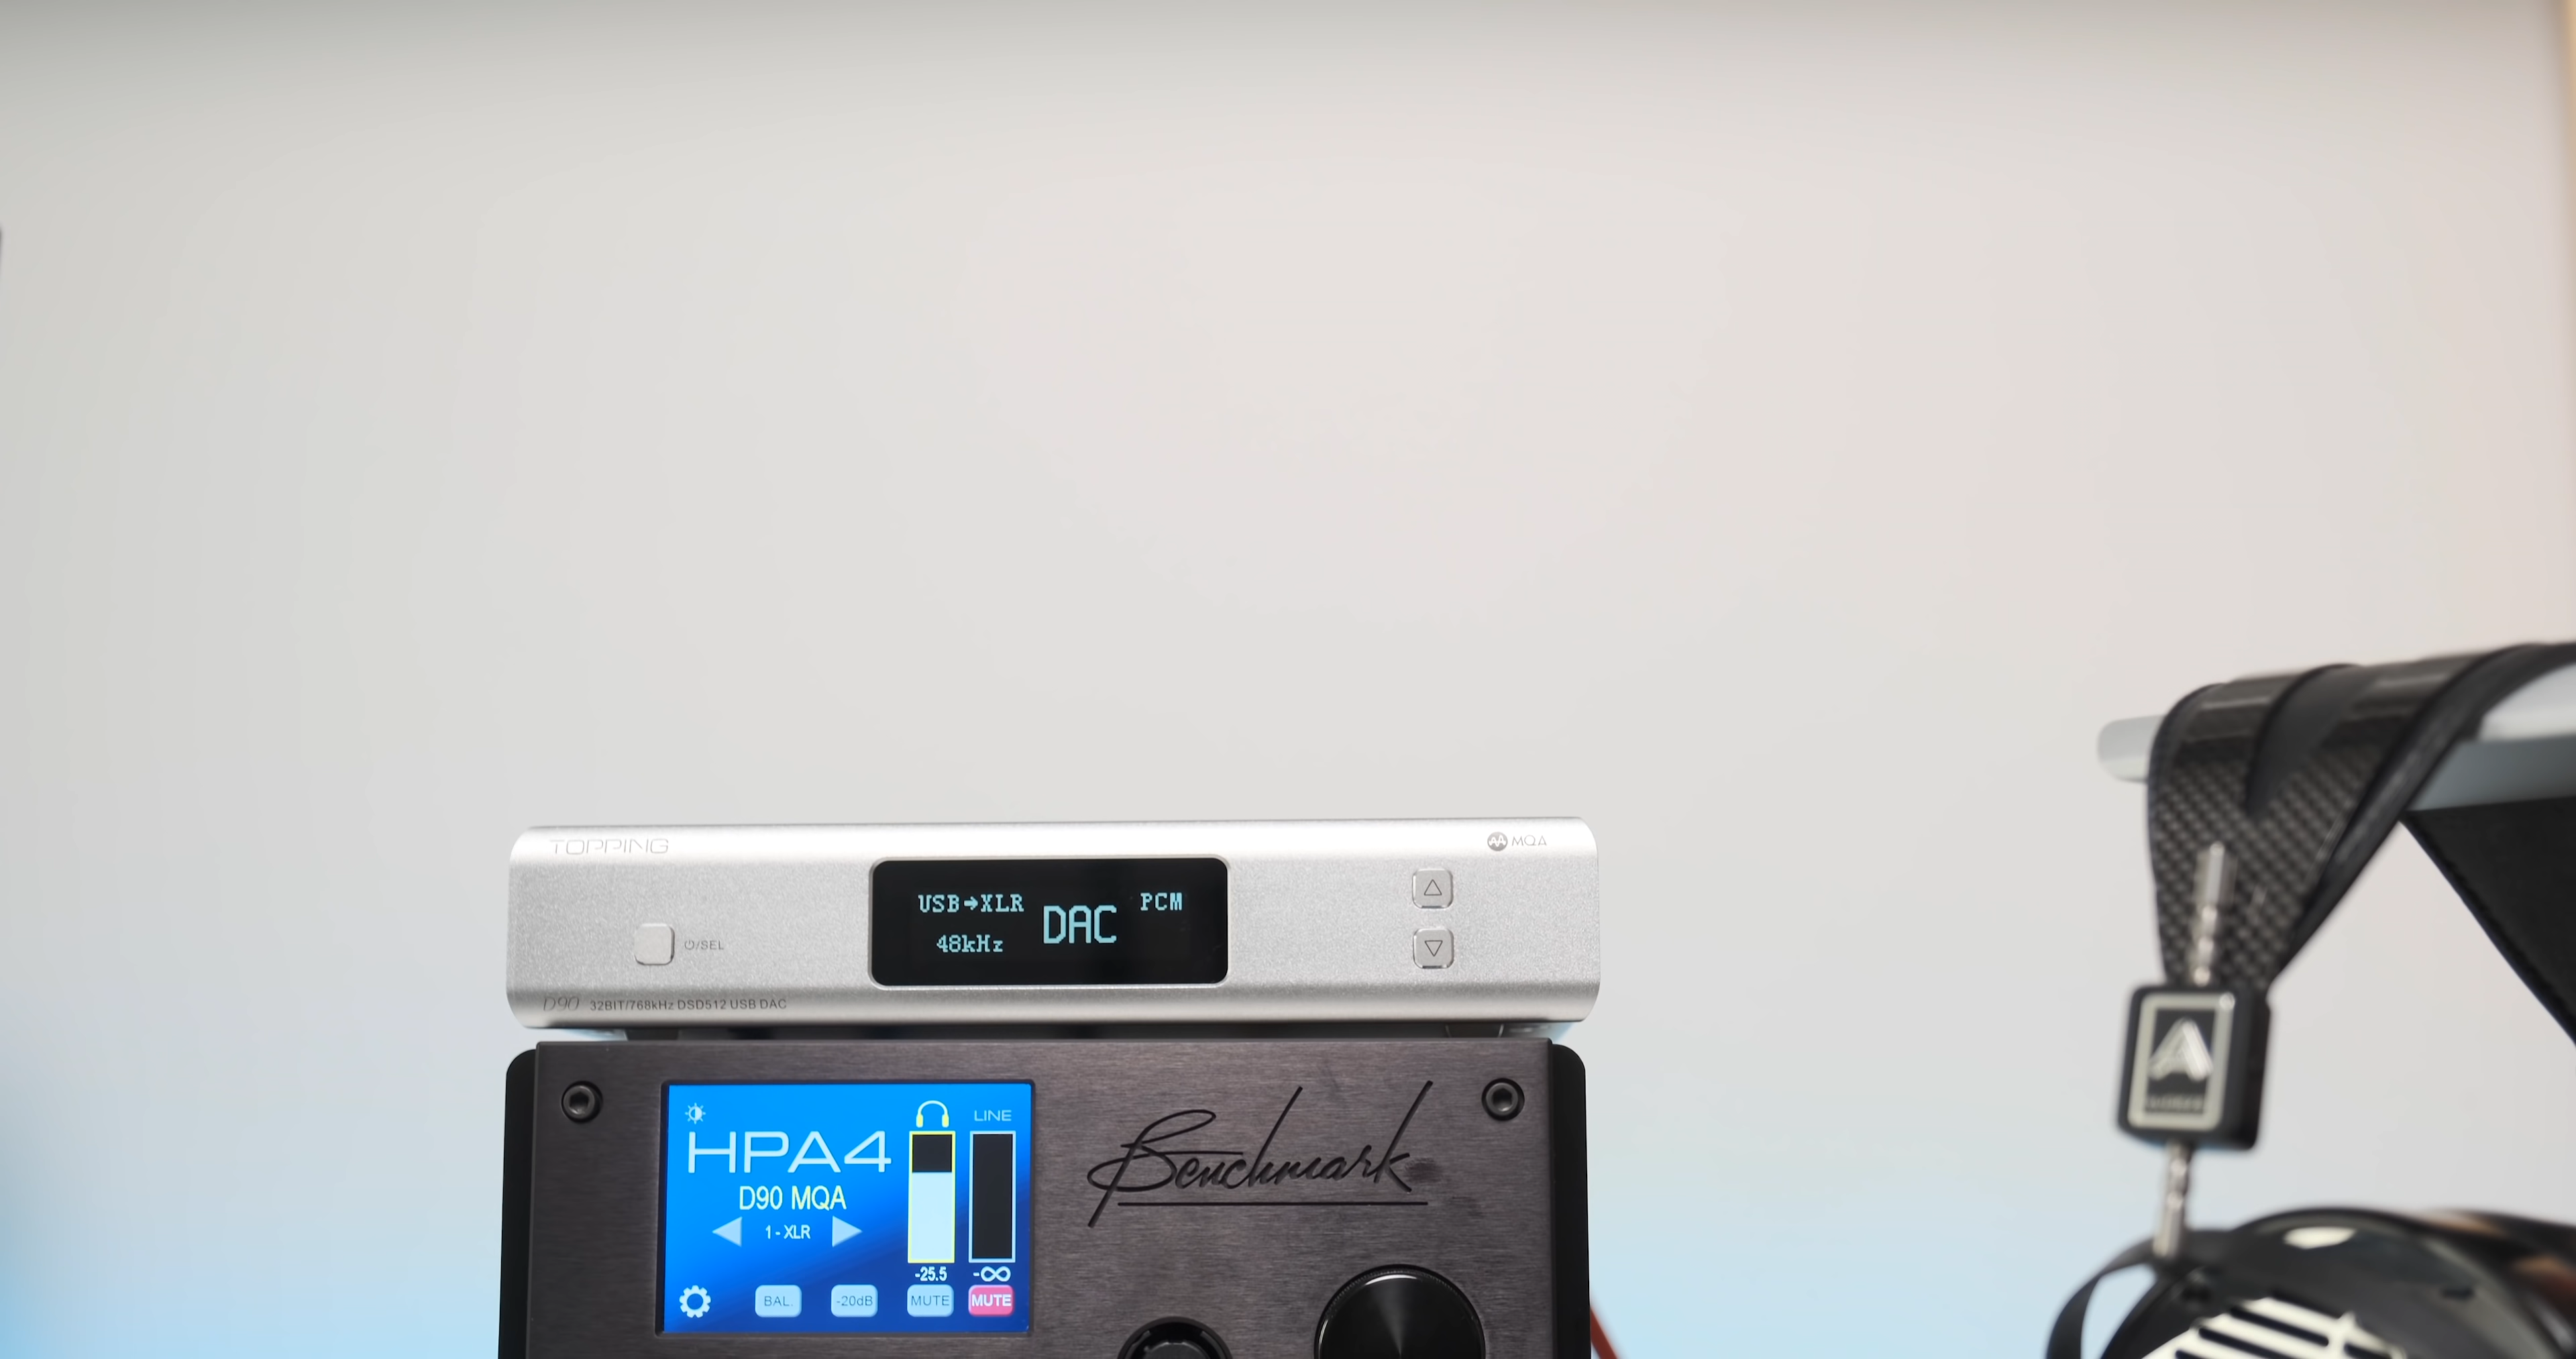 TOPPING
MQA
USB→XLR
DAC
PCM
48kHz
⏻/SEL
D90 32BIT/768kHz DSD512 USB DAC
HPA4
D90 MQA
1 - XLR
LINE
-25.5
-∞
BAL.
-20dB
MUTE
MUTE
Benchmark
A